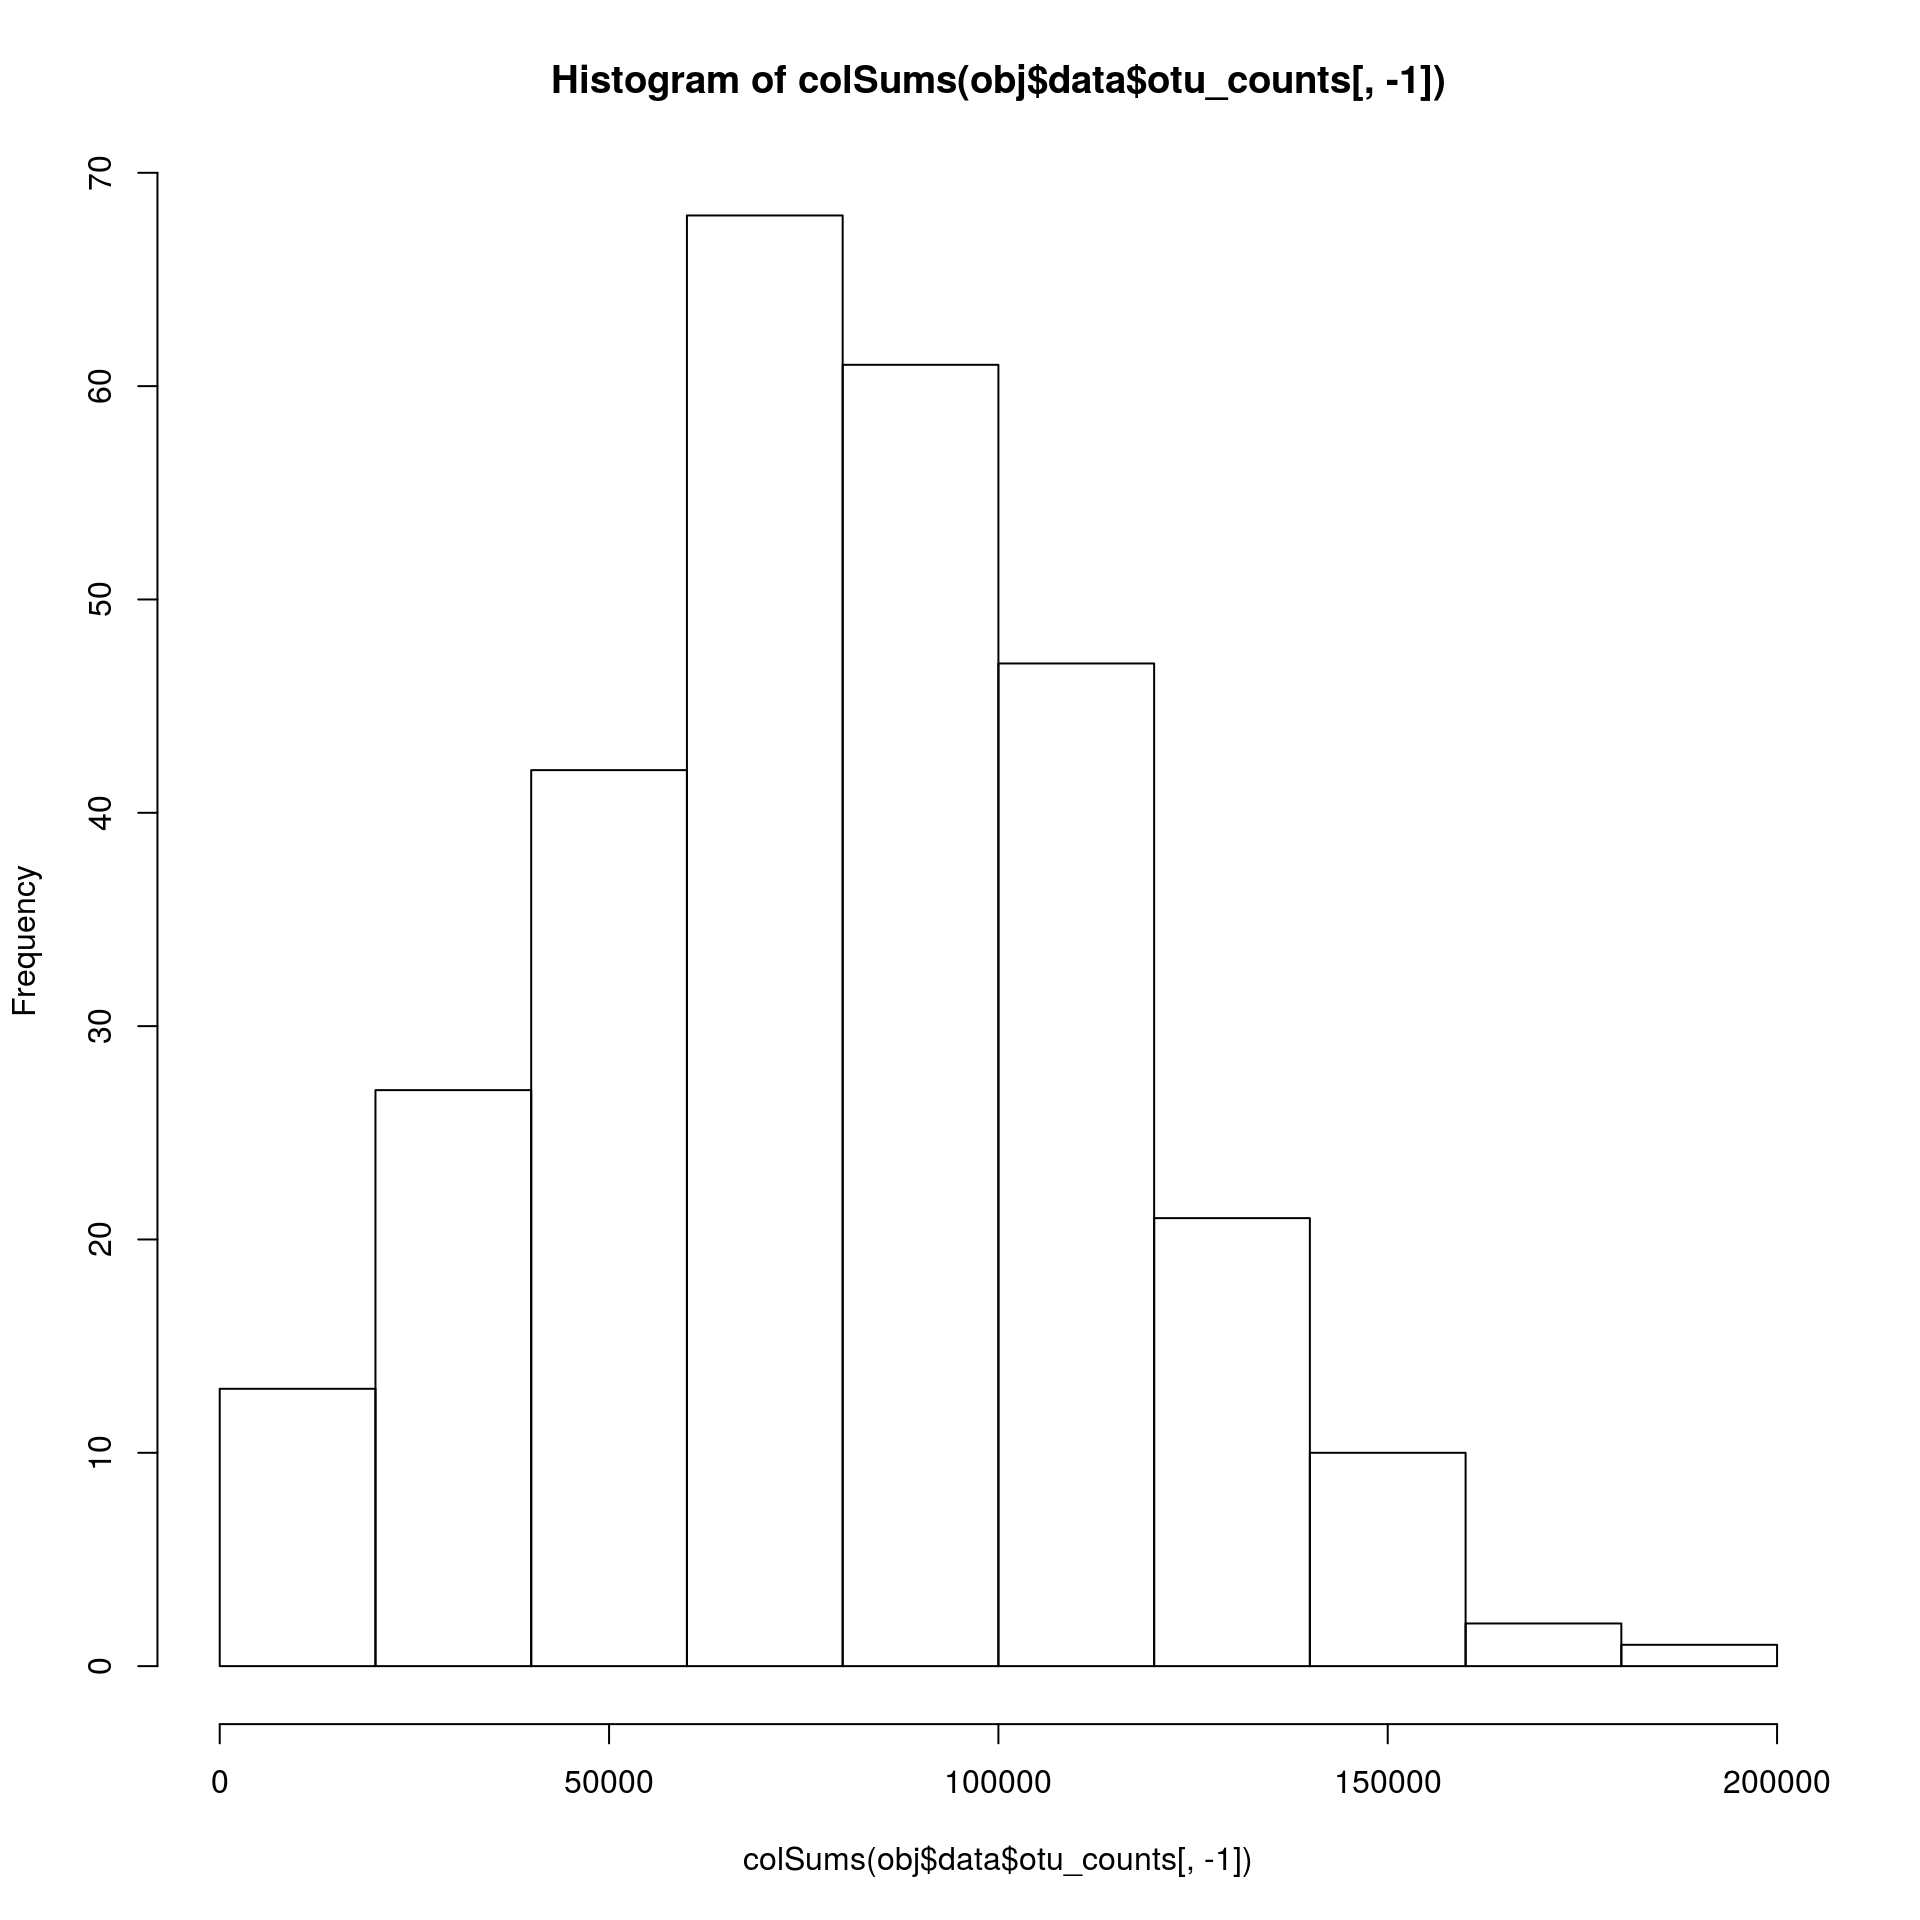 Histogram of colSums(obj$data$otu_counts[, -1])
70
60
50
40
30
20
10
0
Frequency
0 50000 100000 150000 200000
colSums(obj$data$otu_counts[, -1])